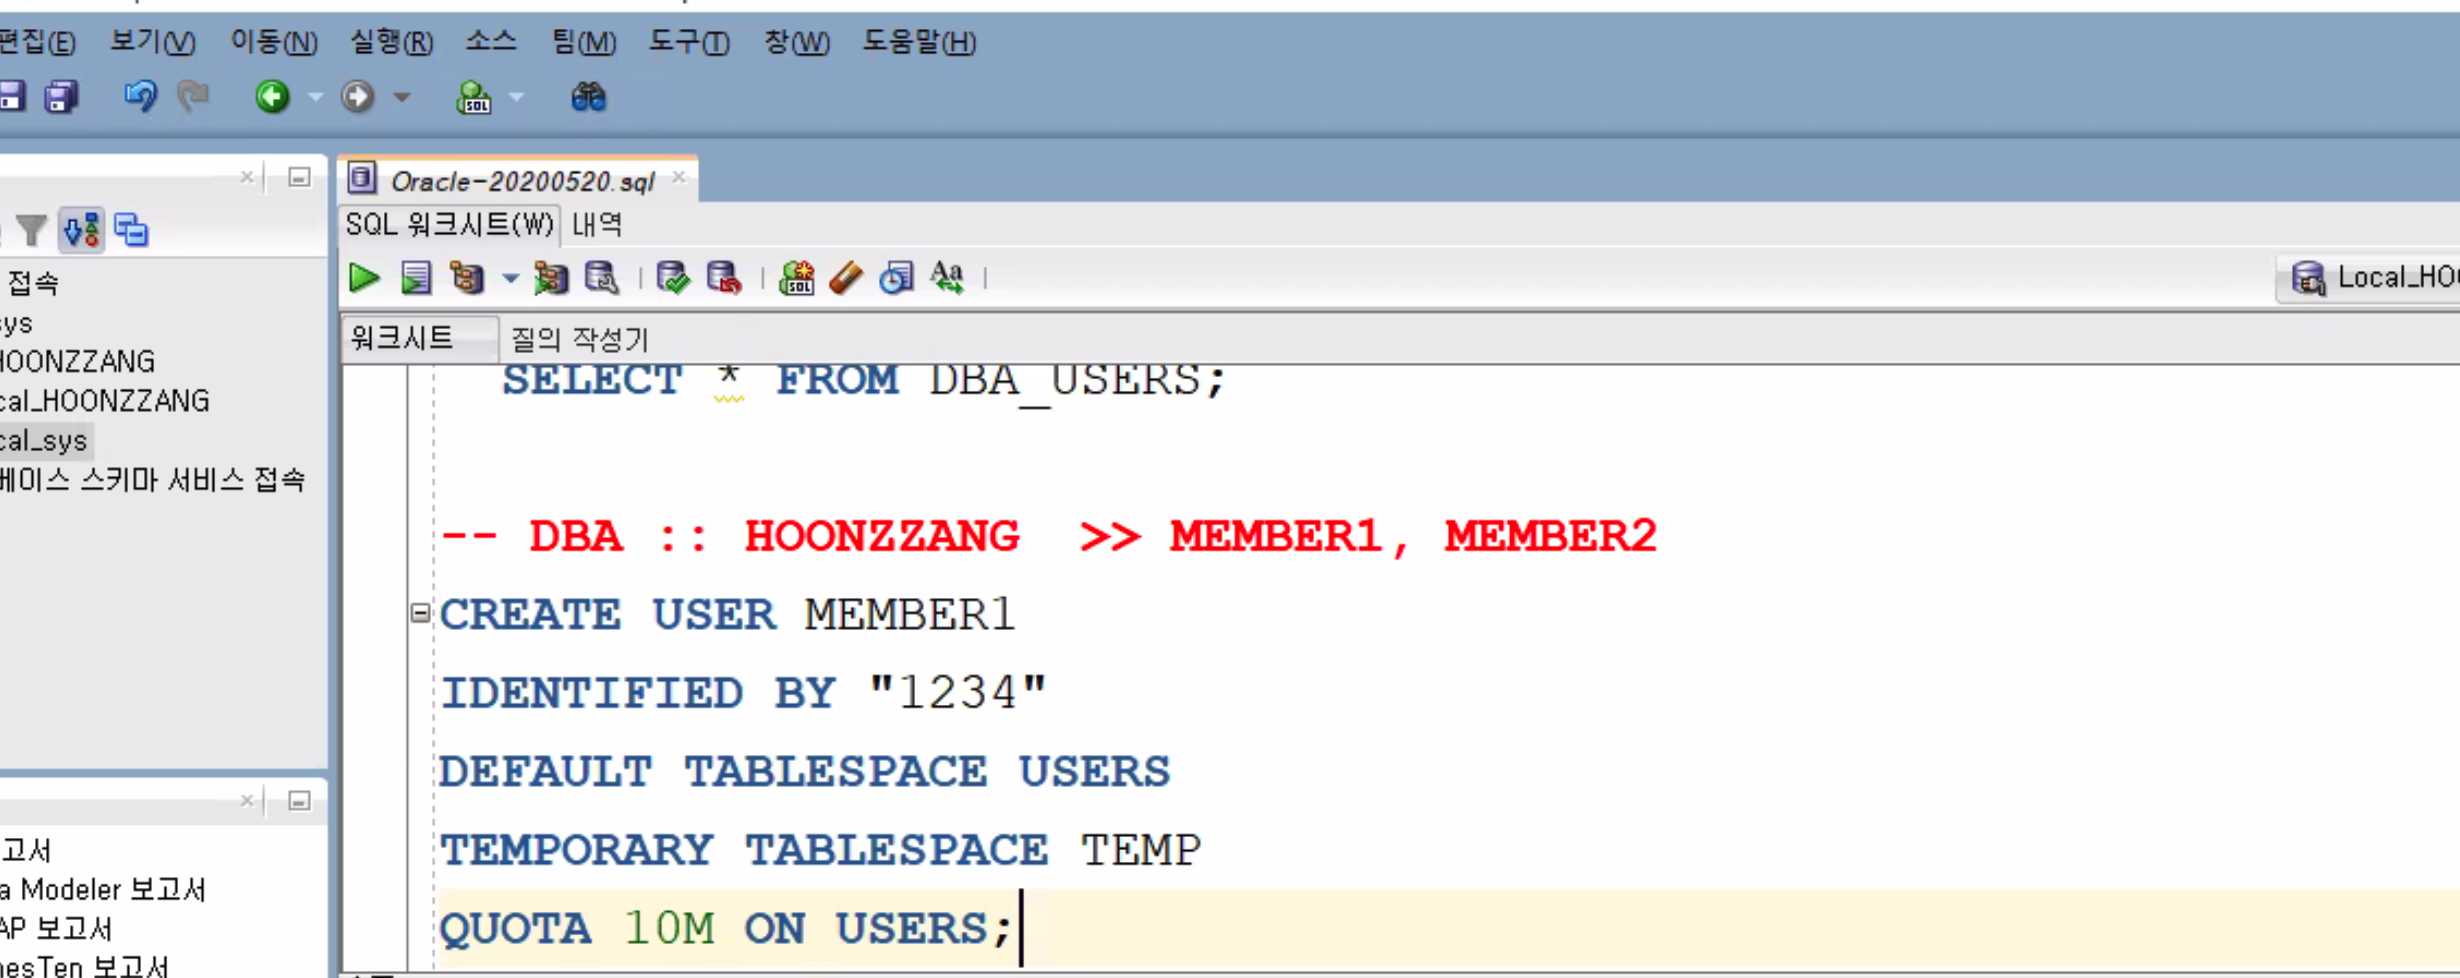 편집(E) 보기(V) 이동(N) 실행(R) 소스 팀(M) 도구(T) 창(W) 도움말(H)
Oracle-20200520.sql
SQL 워크시트(W) 내역
접속
sys
HOONZZANG
cal_HOONZZANG
cal_sys
베이스 스키마 서비스 접속
Local_HO
워크시트 질의 작성기
SELECT * FROM DBA_USERS;
-- DBA :: HOONZZANG >> MEMBER1, MEMBER2
CREATE USER MEMBER1
IDENTIFIED BY "1234"
DEFAULT TABLESPACE USERS
TEMPORARY TABLESPACE TEMP
QUOTA 10M ON USERS;
고서
a Modeler 보고서
AP 보고서
nesTen 보고서